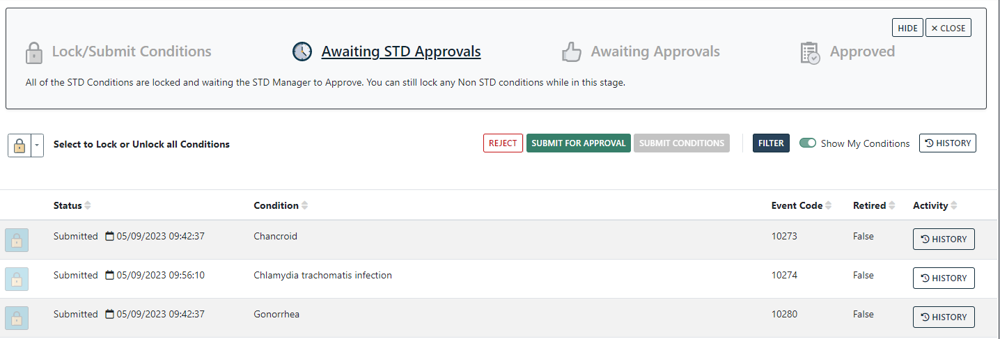 HIDE × CLOSE
Lock/Submit Conditions Awaiting STD Approvals Awaiting Approvals Approved
All of the STD Conditions are locked and waiting the STD Manager to Approve. You can still lock any Non STD conditions while in this stage.
Select to Lock or Unlock all Conditions REJECT SUBMIT FOR APPROVAL SUBMIT CONDITIONS FILTER Show My Conditions HISTORY
Status Condition Event Code Retired Activity
Submitted 05/09/2023 09:42:37 Chancroid 10273 False HISTORY
Submitted 05/09/2023 09:56:10 Chlamydia trachomatis infection 10274 False HISTORY
Submitted 05/09/2023 09:42:37 Gonorrhea 10280 False HISTORY